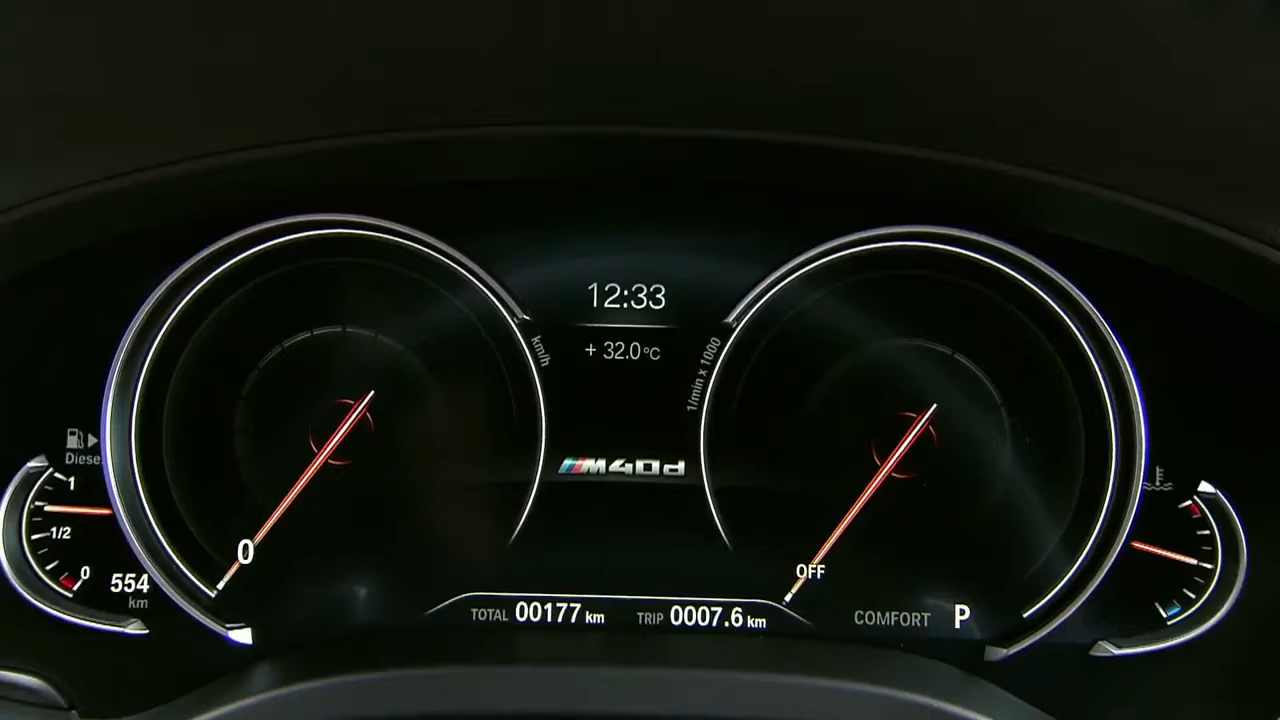 12:33
+ 32.0°C
km/h
1/min x 1000
M40d
Diese
1
1/2
0
554
km
0
OFF
TOTAL 00177 km TRIP 0007.6 km
COMFORT P